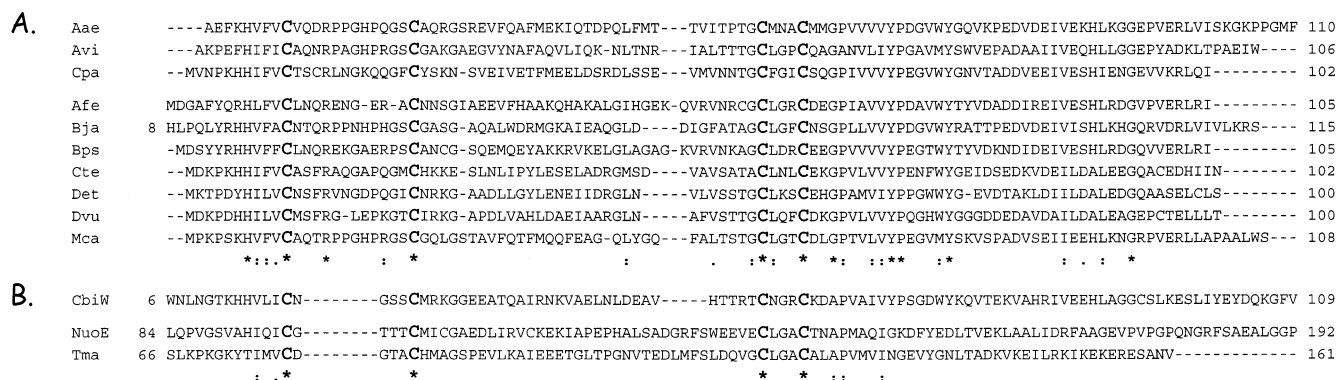 A.
Aae ----AEFKHVFVCVQDRPPGHPQGSCAQRGSREVFQAFMEKIQTDPQLFMT---TVITPTGCMNACMMGPVVVVYPDGVWYGQVKPEDVDEIVEKHLKGGEPVERLVISKGKPPGMF 110
Avi ---AKPEFHIFICAQNRPAGHPRGSCGAKGAEGVYNAFAQVLIQK-NLTNR---IALTTTGCLGPCQAGANVLIYPGAVMYSWVEPADAAIIVEQHLLGGEPYADKLTPAEIW---- 106
Cpa --MVNPKHHIFVCTSCRLNGKQQGFCYSKN-SVEIVETFMEELDSRDLSSE---VMVNNTGCFGICSQGPIVVVYPEGVWYGNVTADDVEEIVESHIENGEVVKRLQI--------- 102
Afe MDGAFYQRHLFVCLNQRENG-ER-ACNNSGIAEEVFHAAKQHAKALGIHGEK-QVRVNRCGCLGRCDEGPIAVVYPDAVWYTYVDADDIREIVESHLRDGVPVERLRI--------- 105
Bja 8 HLPQLYRHHVFACNTQRPPNHPHGSCGASG-AQALWDRMGKAIEAQGLD----DIGFATAGCLGFCNSGPLLVVYPDGVWYRATTPEDVDEIVISHLKHGQRVDRLVIVLKRS---- 115
Bps --MDSYYRHHVFFCLNQREKGAERPSCANCG-SQEMQEYAKKRVKELGLAGAG-KVRVNKAGCLDRCEEGPVMVVYPEGTWYTYVDKNDIDEIVESHLRDGQVVERLRI--------- 105
Cte ---MDKPKHHIFVCASFRAQGAPQGMCHKKE-SLNLIPYLESELADRGMSD-----VAVSATACLNLCEKGPVLVVYPENFWYGEIDSEDKVDEILDALEEGQACEDHIIN------- 102
Det ---MKTPDYHILVCNSFRVNGDPQGICNRKG-AADLLGYLENEIIDRGLN-----VLVSSTGCLKSCEHGPAMVIYPPGWWYG-EVDTAKLDIILDALEDGQAASELCLS------- 100
Dvu ---MDKPDHHILVCMSFRG-LEPKGTCIRKG-APDLVAHLDAEIAARGLN-----AFVSTTGCLQFCDKGPVLVVYPQGHWYGGGDDEDAVDAILDALEAGEPCTELLLT------- 100
Mca --MPKPSKHVFVCAQTRPPGHPRGSCGQLGSTAVFQTFMQQFEAG-QLYGQ---FALTSTGCLGTCDLGPTVLVYPEGVMYSKVSPADVSEIIEEHLKNGRPVERLLAPAALWS--- 108
*::.* * : * : . :*: * *: ::** *: : . : *
B.
CbiW 6 WNLNGTKHHVLICN--------GSSCMRKGGEEATQAIRNKVAELNLDEAV-----HTTRTCNGRCKDAPVAIVYPSGDWYKQVTEKVAHRIVEEHLAGGCSLKESLIYEYDQKGFV 109
NuoE 84 LQPVGSVAHIQICG--------TTTCMICGAEDLIRVCKEKIAPEPHALSADGRFSWEEVECLGACTNAPMAQIGKDFYEDLTVEKLAALIDRFAAGEVPVPGPQNGRFSAEALGGP 192
Tma 66 SLKPKGKYTIMVCD--------GTACHMAGSPEVLKAIEEETGLTPGNVTEDLMFSLDQVGCLGACALAPVMVINGEVYGNLTADKVKEILRKIKEKERESANV------------ 161
: .* * * * :: :